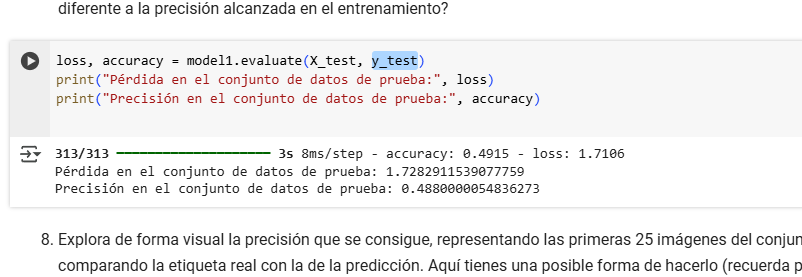 diferente a la precisión alcanzada en el entrenamiento?
loss, accuracy = model1.evaluate(X_test, y_test)
print("Pérdida en el conjunto de datos de prueba:", loss)
print("Precisión en el conjunto de datos de prueba:", accuracy)
313/313 ━━━━━━━━━━━━━━━━━━━━ 3s 8ms/step - accuracy: 0.4915 - loss: 1.7106
Pérdida en el conjunto de datos de prueba: 1.7282911539077759
Precisión en el conjunto de datos de prueba: 0.4880000054836273
8. Explora de forma visual la precisión que se consigue, representando las primeras 25 imágenes del conjun
comparando la etiqueta real con la de la predicción. Aquí tienes una posible forma de hacerlo (recuerda p